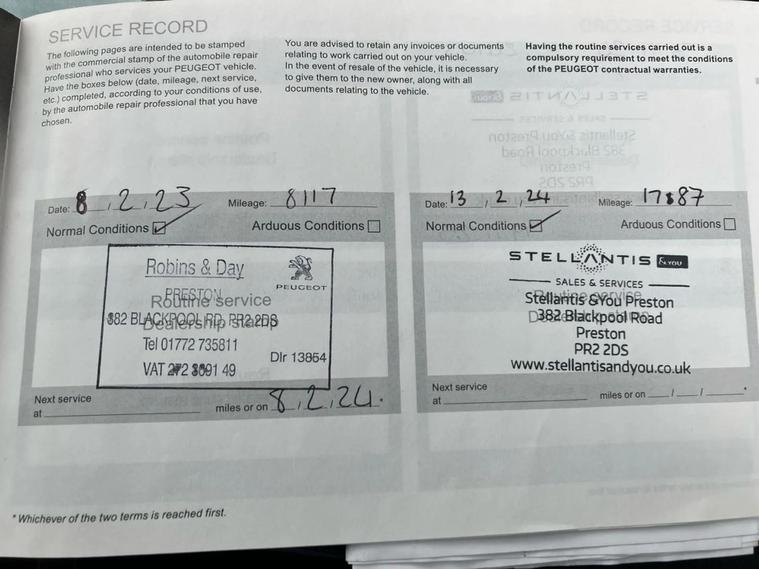 SERVICE RECORD
The following pages are intended to be stamped
with the commercial stamp of the automobile repair
professional who services your PEUGEOT vehicle.
Have the boxes below (date, mileage, next service,
etc.) completed, according to your conditions of use,
by the automobile repair professional that you have
chosen.
You are advised to retain any invoices or documents
relating to work carried out on your vehicle.
In the event of resale of the vehicle, it is necessary
to give them to the new owner, along with all
documents relating to the vehicle.
Having the routine services carried out is a
compulsory requirement to meet the conditions
of the PEUGEOT contractual warranties.
Date: 8 / 2 / 23 Mileage: 8117
Normal Conditions Arduous Conditions
Robins & Day
PEUGEOT
PRESTON
Routine service
Dealership stamp
382 BLACKPOOL RD, PR2 2DS
Tel 01772 735811
Dlr 13854
VAT 272 3691 49
Next service
at miles or on 8 / 2 / 24 *
Date: 13 / 2 / 24 Mileage: 17887
Normal Conditions Arduous Conditions
STELLANTIS &YOU
SALES & SERVICES
Routine service
Stellantis &You Preston
382 Blackpool Road
Preston
PR2 2DS
www.stellantisandyou.co.uk
Next service
at miles or on / / *
* Whichever of the two terms is reached first.